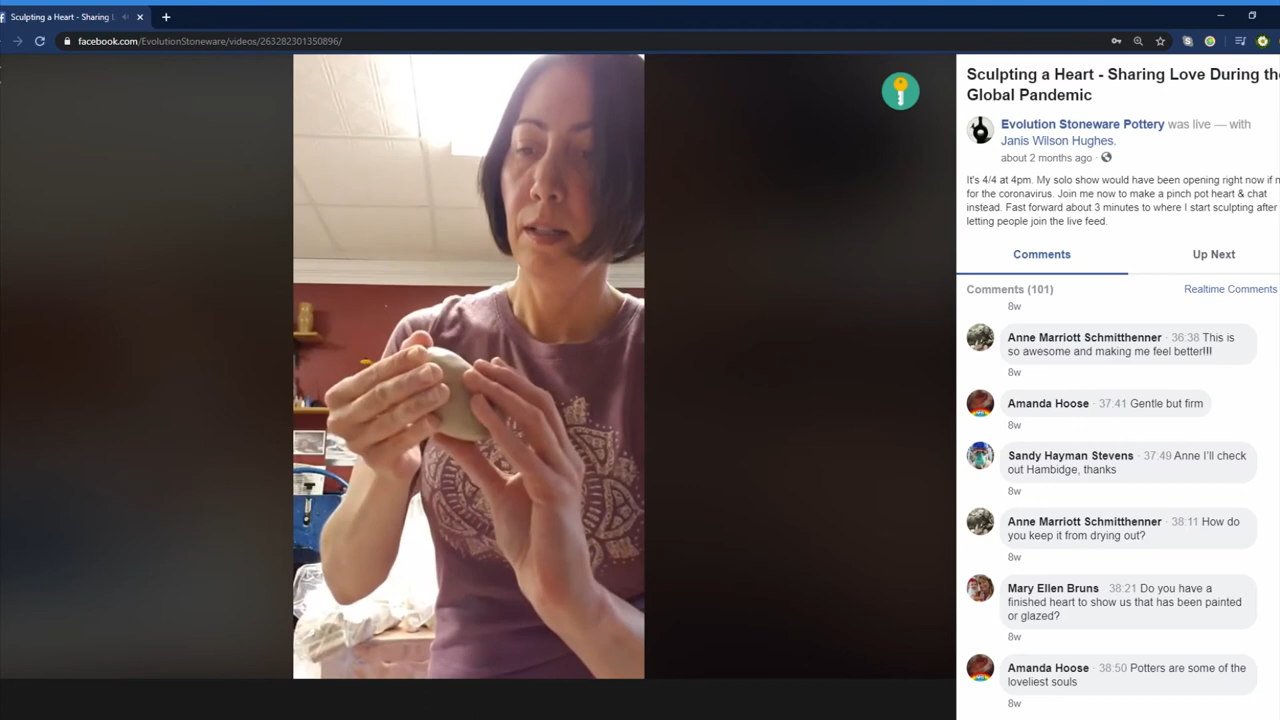 Sculpting a Heart - Sharing L
facebook.com/EvolutionStoneware/videos/263282301350896/
Sculpting a Heart - Sharing Love During th
Global Pandemic
Evolution Stoneware Pottery was live — with
Janis Wilson Hughes.
about 2 months ago ·
It's 4/4 at 4pm. My solo show would have been opening right now if n
for the coronavirus. Join me now to make a pinch pot heart & chat
instead. Fast forward about 3 minutes to where I start sculpting after
letting people join the live feed.
Comments Up Next
Comments (101) Realtime Comments
8w
Anne Marriott Schmitthenner · 36:38 This is
so awesome and making me feel better!!!
8w
Amanda Hoose · 37:41 Gentle but firm
8w
Sandy Hayman Stevens · 37:49 Anne I'll check
out Hambidge, thanks
8w
Anne Marriott Schmitthenner · 38:11 How do
you keep it from drying out?
8w
Mary Ellen Bruns · 38:21 Do you have a
finished heart to show us that has been painted
or glazed?
8w
Amanda Hoose · 38:50 Potters are some of the
loveliest souls
8w